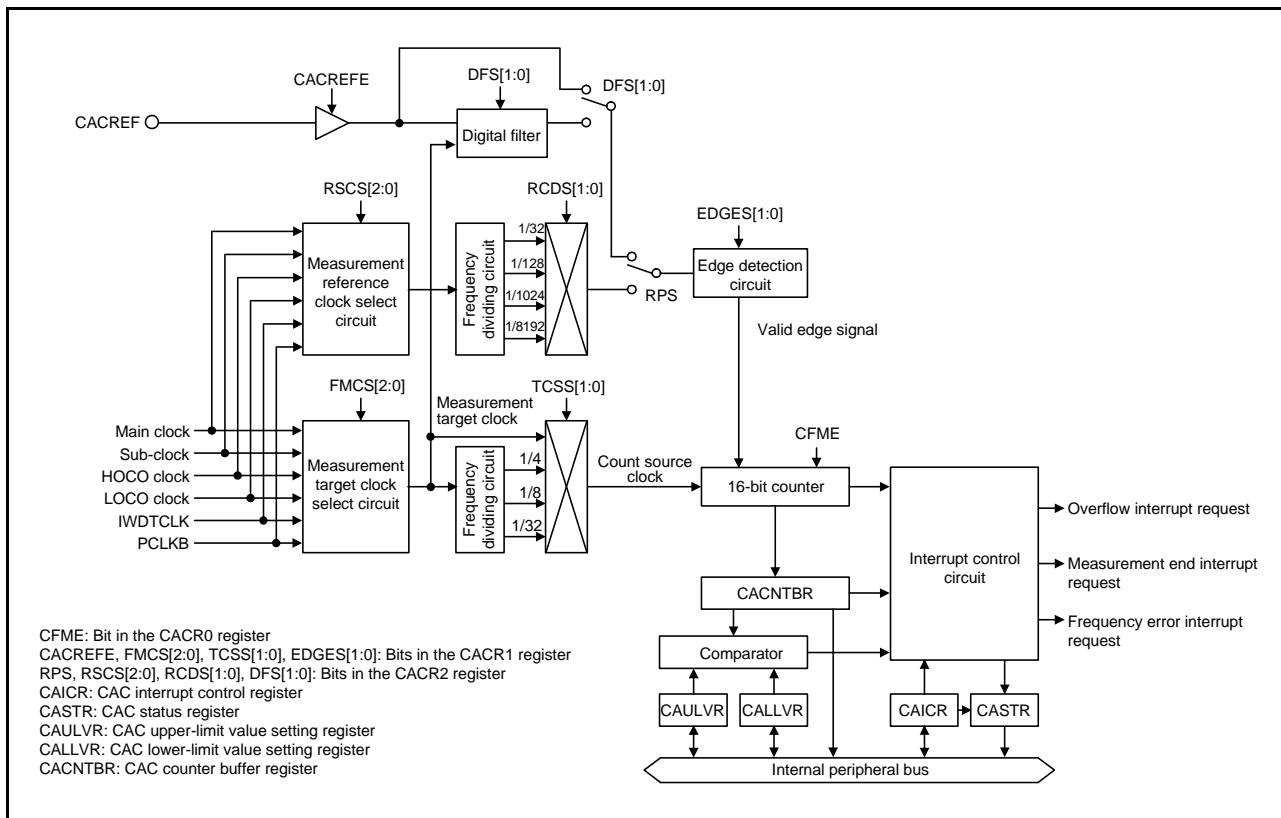 CACREFE
DFS[1:0]
DFS[1:0]
CACREF
Digital filter
RSCS[2:0]
RCDS[1:0]
EDGES[1:0]
Measurement
reference
clock select
circuit
Frequency
dividing circuit
1/32
1/128
1/1024
1/8192
RPS
Edge detection
circuit
Valid edge signal
FMCS[2:0]
TCSS[1:0]
Measurement
target clock
Main clock
Sub-clock
HOCO clock
LOCO clock
IWDTCLK
PCLKB
Measurement
target clock
select circuit
Frequency
dividing circuit
1/4
1/8
1/32
Count source
clock
CFME
16-bit counter
Interrupt control
circuit
Overflow interrupt request
Measurement end interrupt
request
Frequency error interrupt
request
CACNTBR
Comparator
CAULVR
CALLVR
CAICR
CASTR
Internal peripheral bus
CFME: Bit in the CACR0 register
CACREFE, FMCS[2:0], TCSS[1:0], EDGES[1:0]: Bits in the CACR1 register
RPS, RSCS[2:0], RCDS[1:0], DFS[1:0]: Bits in the CACR2 register
CAICR: CAC interrupt control register
CASTR: CAC status register
CAULVR: CAC upper-limit value setting register
CALLVR: CAC lower-limit value setting register
CACNTBR: CAC counter buffer register